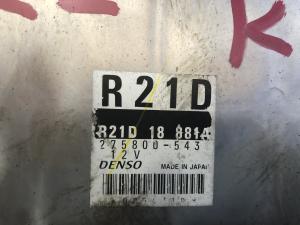 R21D
R21D 18 881A
275800-543
12V
DENSO MADE IN JAPAN